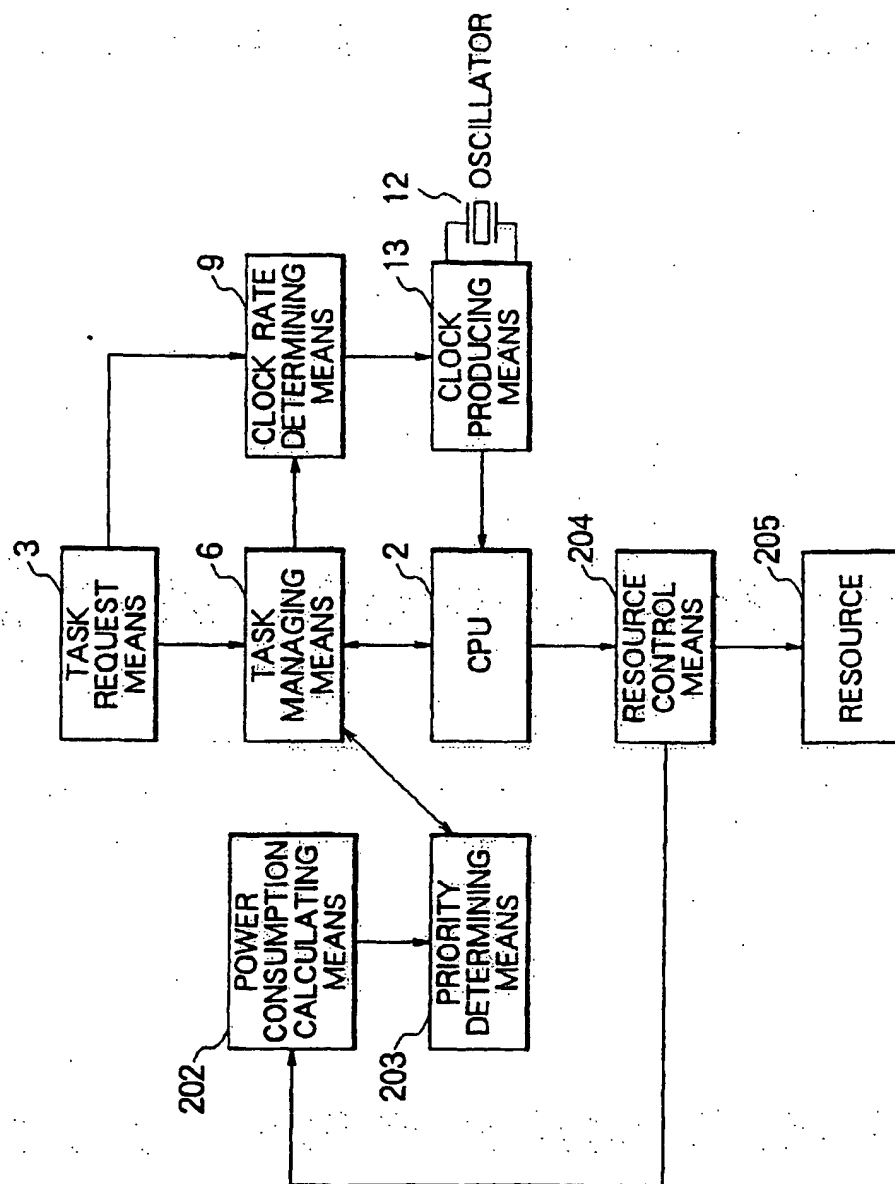 3
TASK
REQUEST
MEANS
9
CLOCK RATE
DETERMINING
MEANS
6
TASK
MANAGING
MEANS
12
OSCILLATOR
13
CLOCK
PRODUCING
MEANS
2
CPU
202
POWER
CONSUMPTION
CALCULATING
MEANS
203
PRIORITY
DETERMINING
MEANS
204
RESOURCE
CONTROL
MEANS
205
RESOURCE